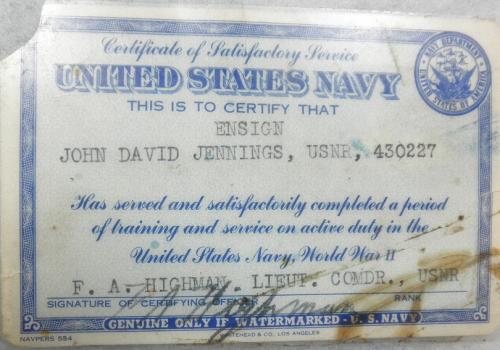 Certificate of Satisfactory Service
UNITED STATES NAVY
NAVY DEPARTMENT
UNITED STATES OF AMERICA
THIS IS TO CERTIFY THAT
ENSIGN
JOHN DAVID JENNINGS, USNR, 430227
Has served and satisfactorily completed a period
of training and service on active duty in the
United States Navy, World War II
F. A. HIGHMAN. LIEUT. COMDR., USNR
SIGNATURE OF CERTIFYING OFFICER RANK
GENUINE ONLY IF WATERMARKED - U. S. NAVY
NAVPERS 554 & CO., LOS ANGELES